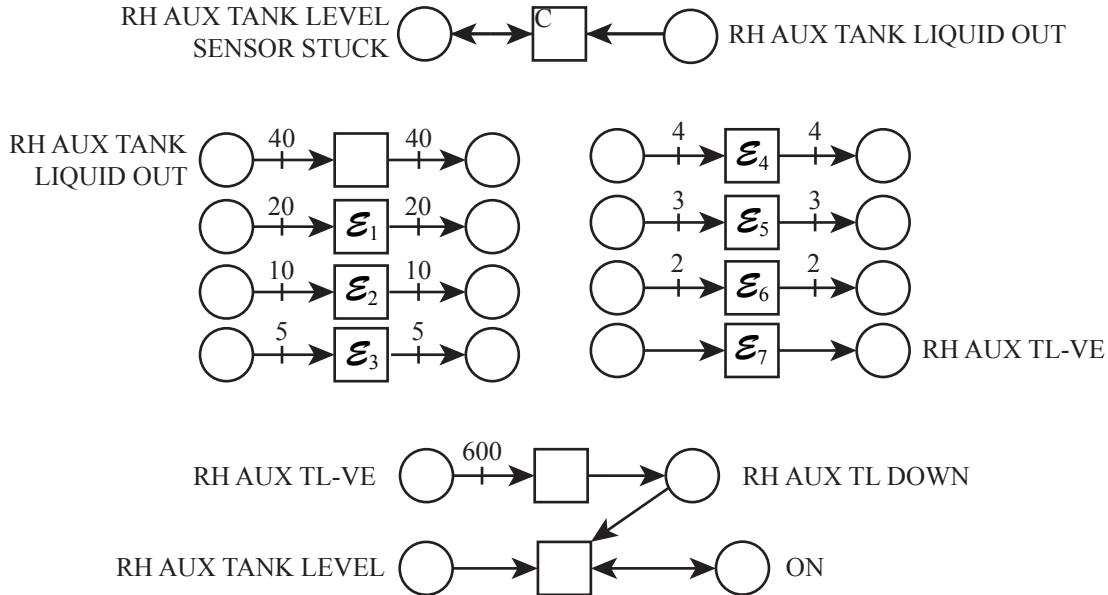 RH AUX TANK LEVEL
SENSOR STUCK
C
RH AUX TANK LIQUID OUT
RH AUX TANK
LIQUID OUT
40 40
20 ℰ1 20
10 ℰ2 10
5 ℰ3 5
4 ℰ4 4
3 ℰ5 3
2 ℰ6 2
ℰ7
RH AUX TL-VE
RH AUX TL-VE
600
RH AUX TL DOWN
RH AUX TANK LEVEL
ON